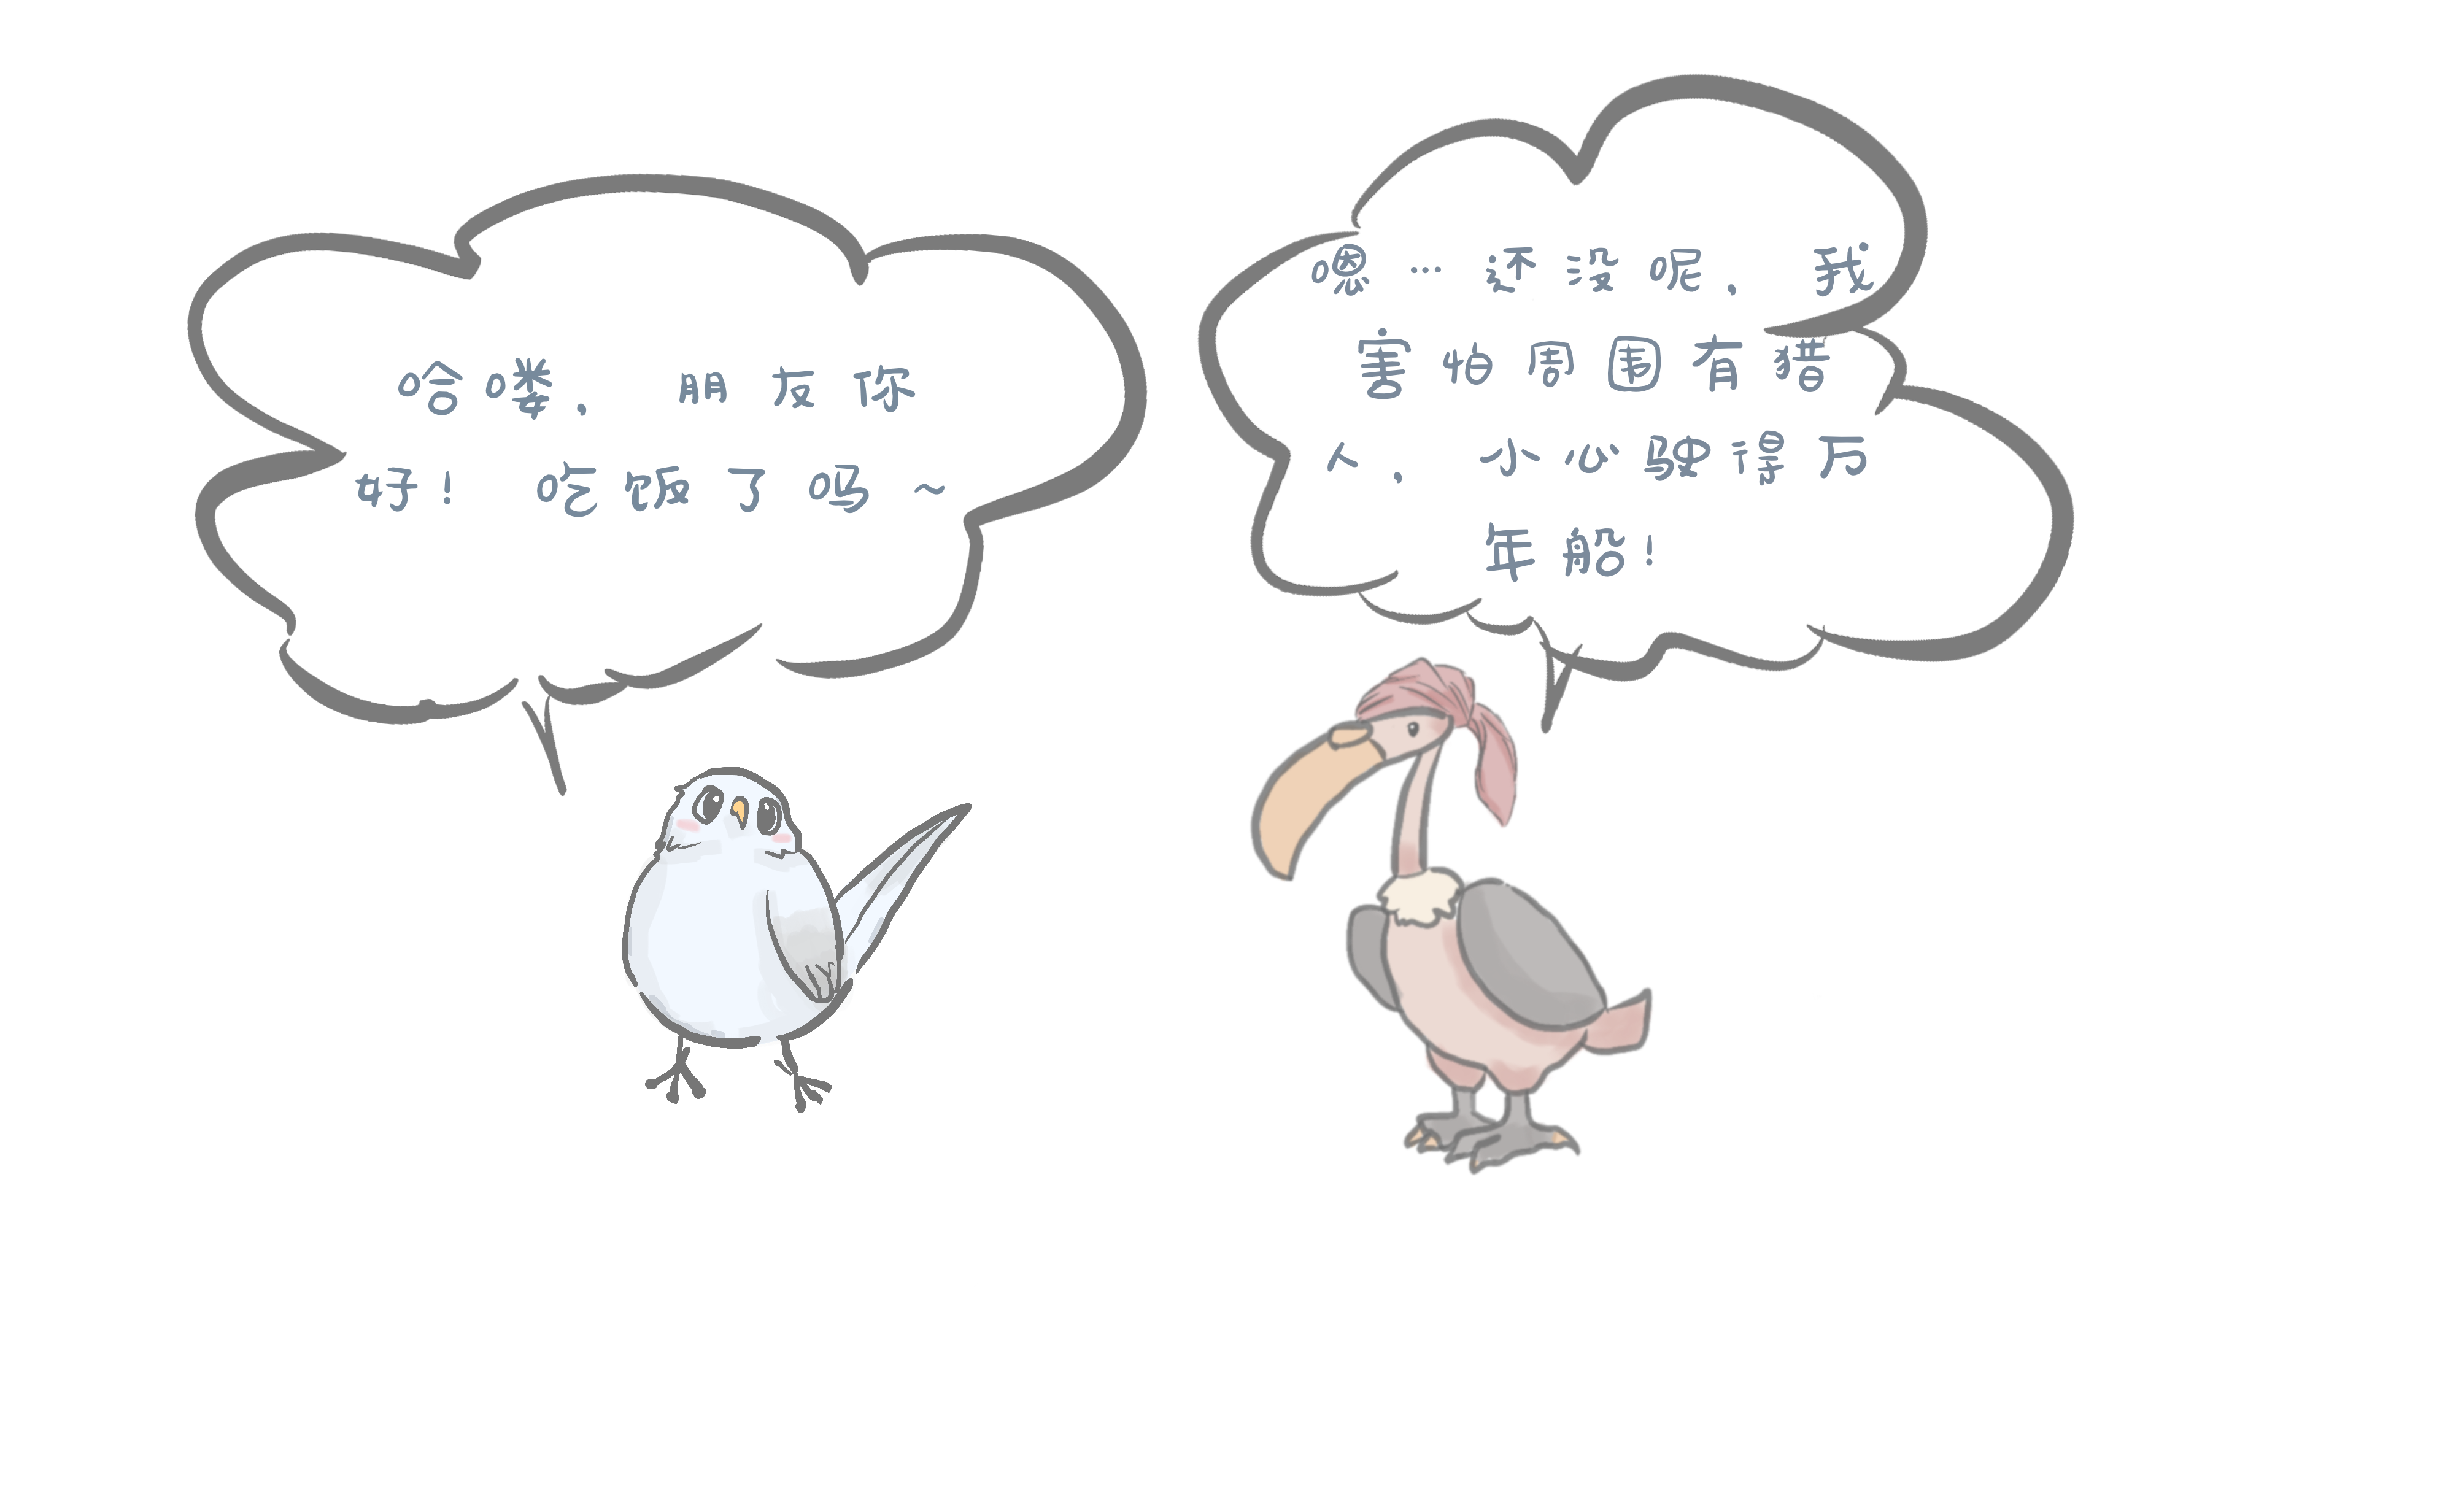 哈喽，朋友你
好！吃饭了吗～
嗯…还没呢，我
害怕周围有猎
人，小心驶得万
年船！